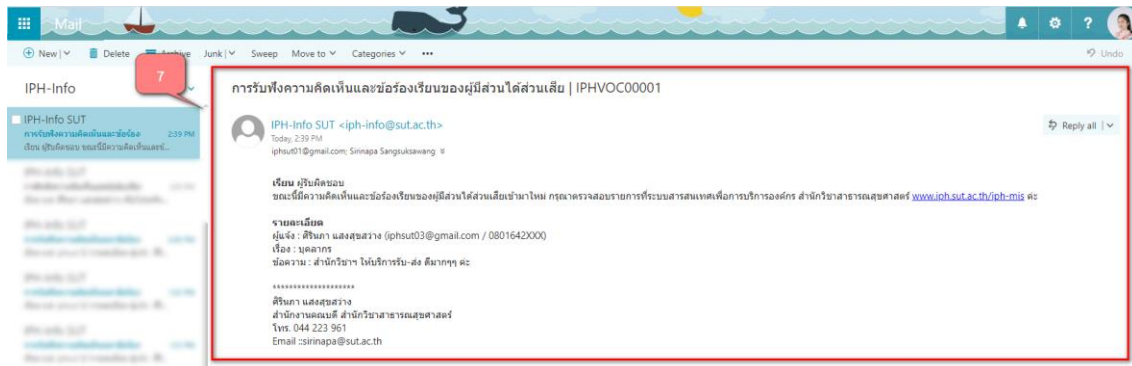 Mail
New
Delete
Archive
Junk
Sweep
Move to
Categories
Undo
7
IPH-Info
IPH-Info SUT
การรับฟังความคิดเห็นและข้อร้อง
2:39 PM
เรียน ผู้รับผิดชอบ ขณะนี้มีความคิดเห็นและข้...
การรับฟังความคิดเห็นและข้อร้องเรียนของผู้มีส่วนได้ส่วนเสีย | IPHVOC00001
IPH-Info SUT <iph-info@sut.ac.th>
Today, 2:39 PM
iphsut01@gmail.com; Sirinapa Sangsuksawang
Reply all
เรียน ผู้รับผิดชอบ
ขณะนี้มีความคิดเห็นและข้อร้องเรียนของผู้มีส่วนได้ส่วนเสียเข้ามาใหม่ กรุณาตรวจสอบรายการที่ระบบสารสนเทศเพื่อการบริการองค์กร สำนักวิชาสาธารณสุขศาสตร์ www.iph.sut.ac.th/iph-mis ค่ะ
รายละเอียด
ผู้แจ้ง : ศิรินภา แสงสุขสว่าง (iphsut03@gmail.com / 0801642XXX)
เรื่อง : บุคลากร
ข้อความ : สำนักวิชาฯ ให้บริการรับ-ส่ง ดีมากๆๆ ค่ะ
********************
ศิรินภา แสงสุขสว่าง
สำนักงานคณบดี สำนักวิชาสาธารณสุขศาสตร์
โทร. 044 223 961
Email ::sirinapa@sut.ac.th